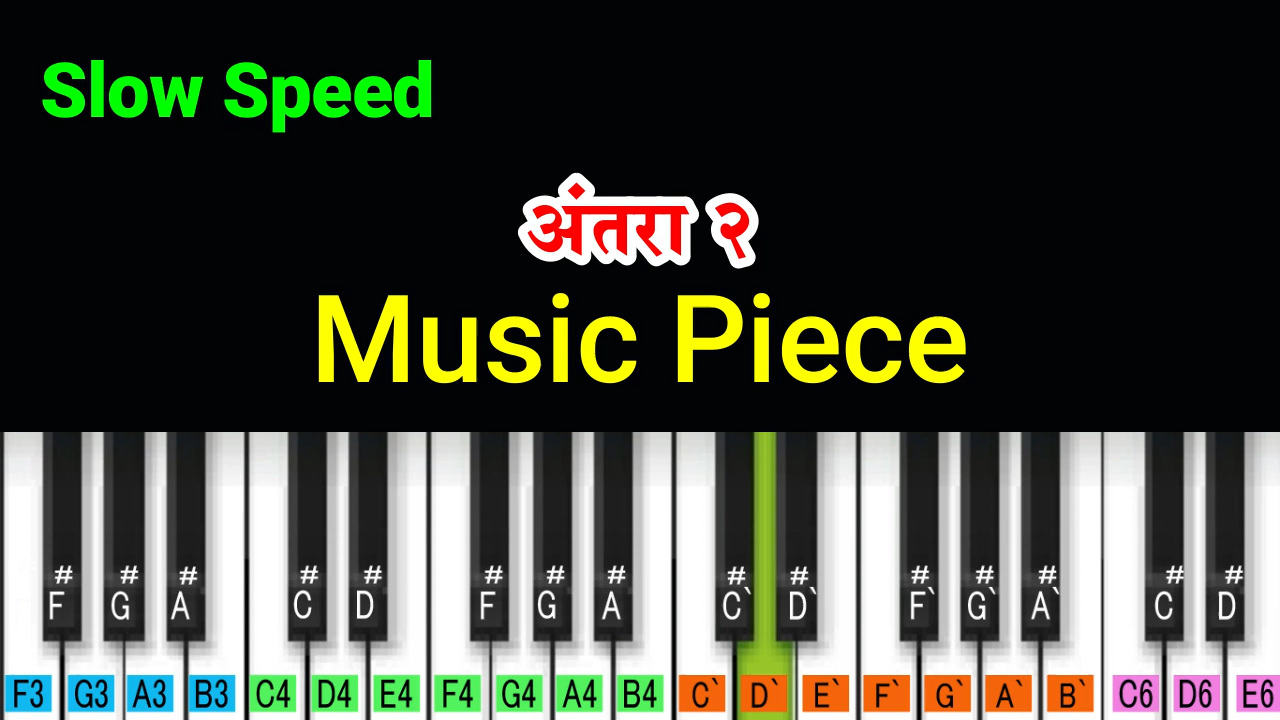 Slow Speed
अंतरा २
Music Piece
# # # # # # # # # # # # # # #
F G A C D F G A C` D` F` G` A` C D
F3 G3 A3 B3 C4 D4 E4 F4 G4 A4 B4 C` D` E` F` G` A` B` C6 D6 E6